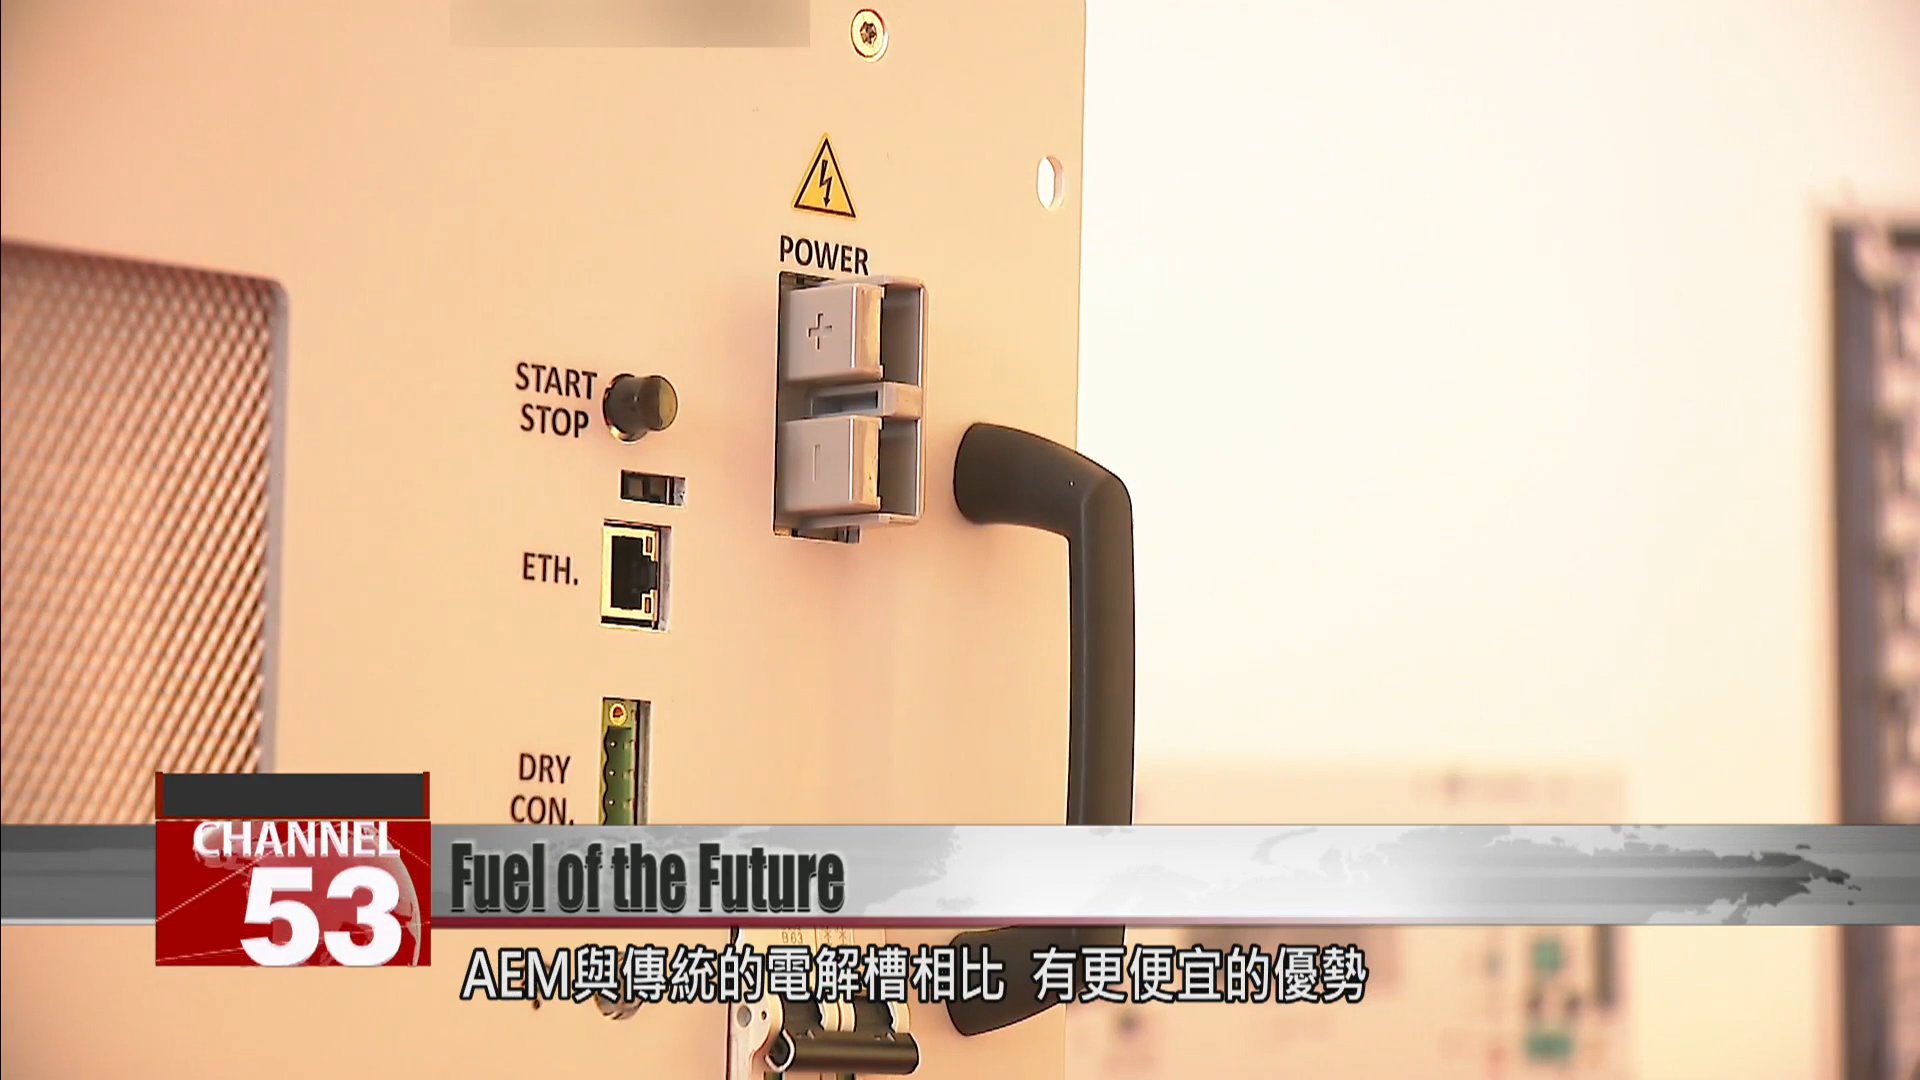 POWER
+
START
STOP
-
ETH.
DRY
CON.
CHANNEL
53
Fuel of the Future
B63
AEM與傳統的電解槽相比 有更便宜的優勢